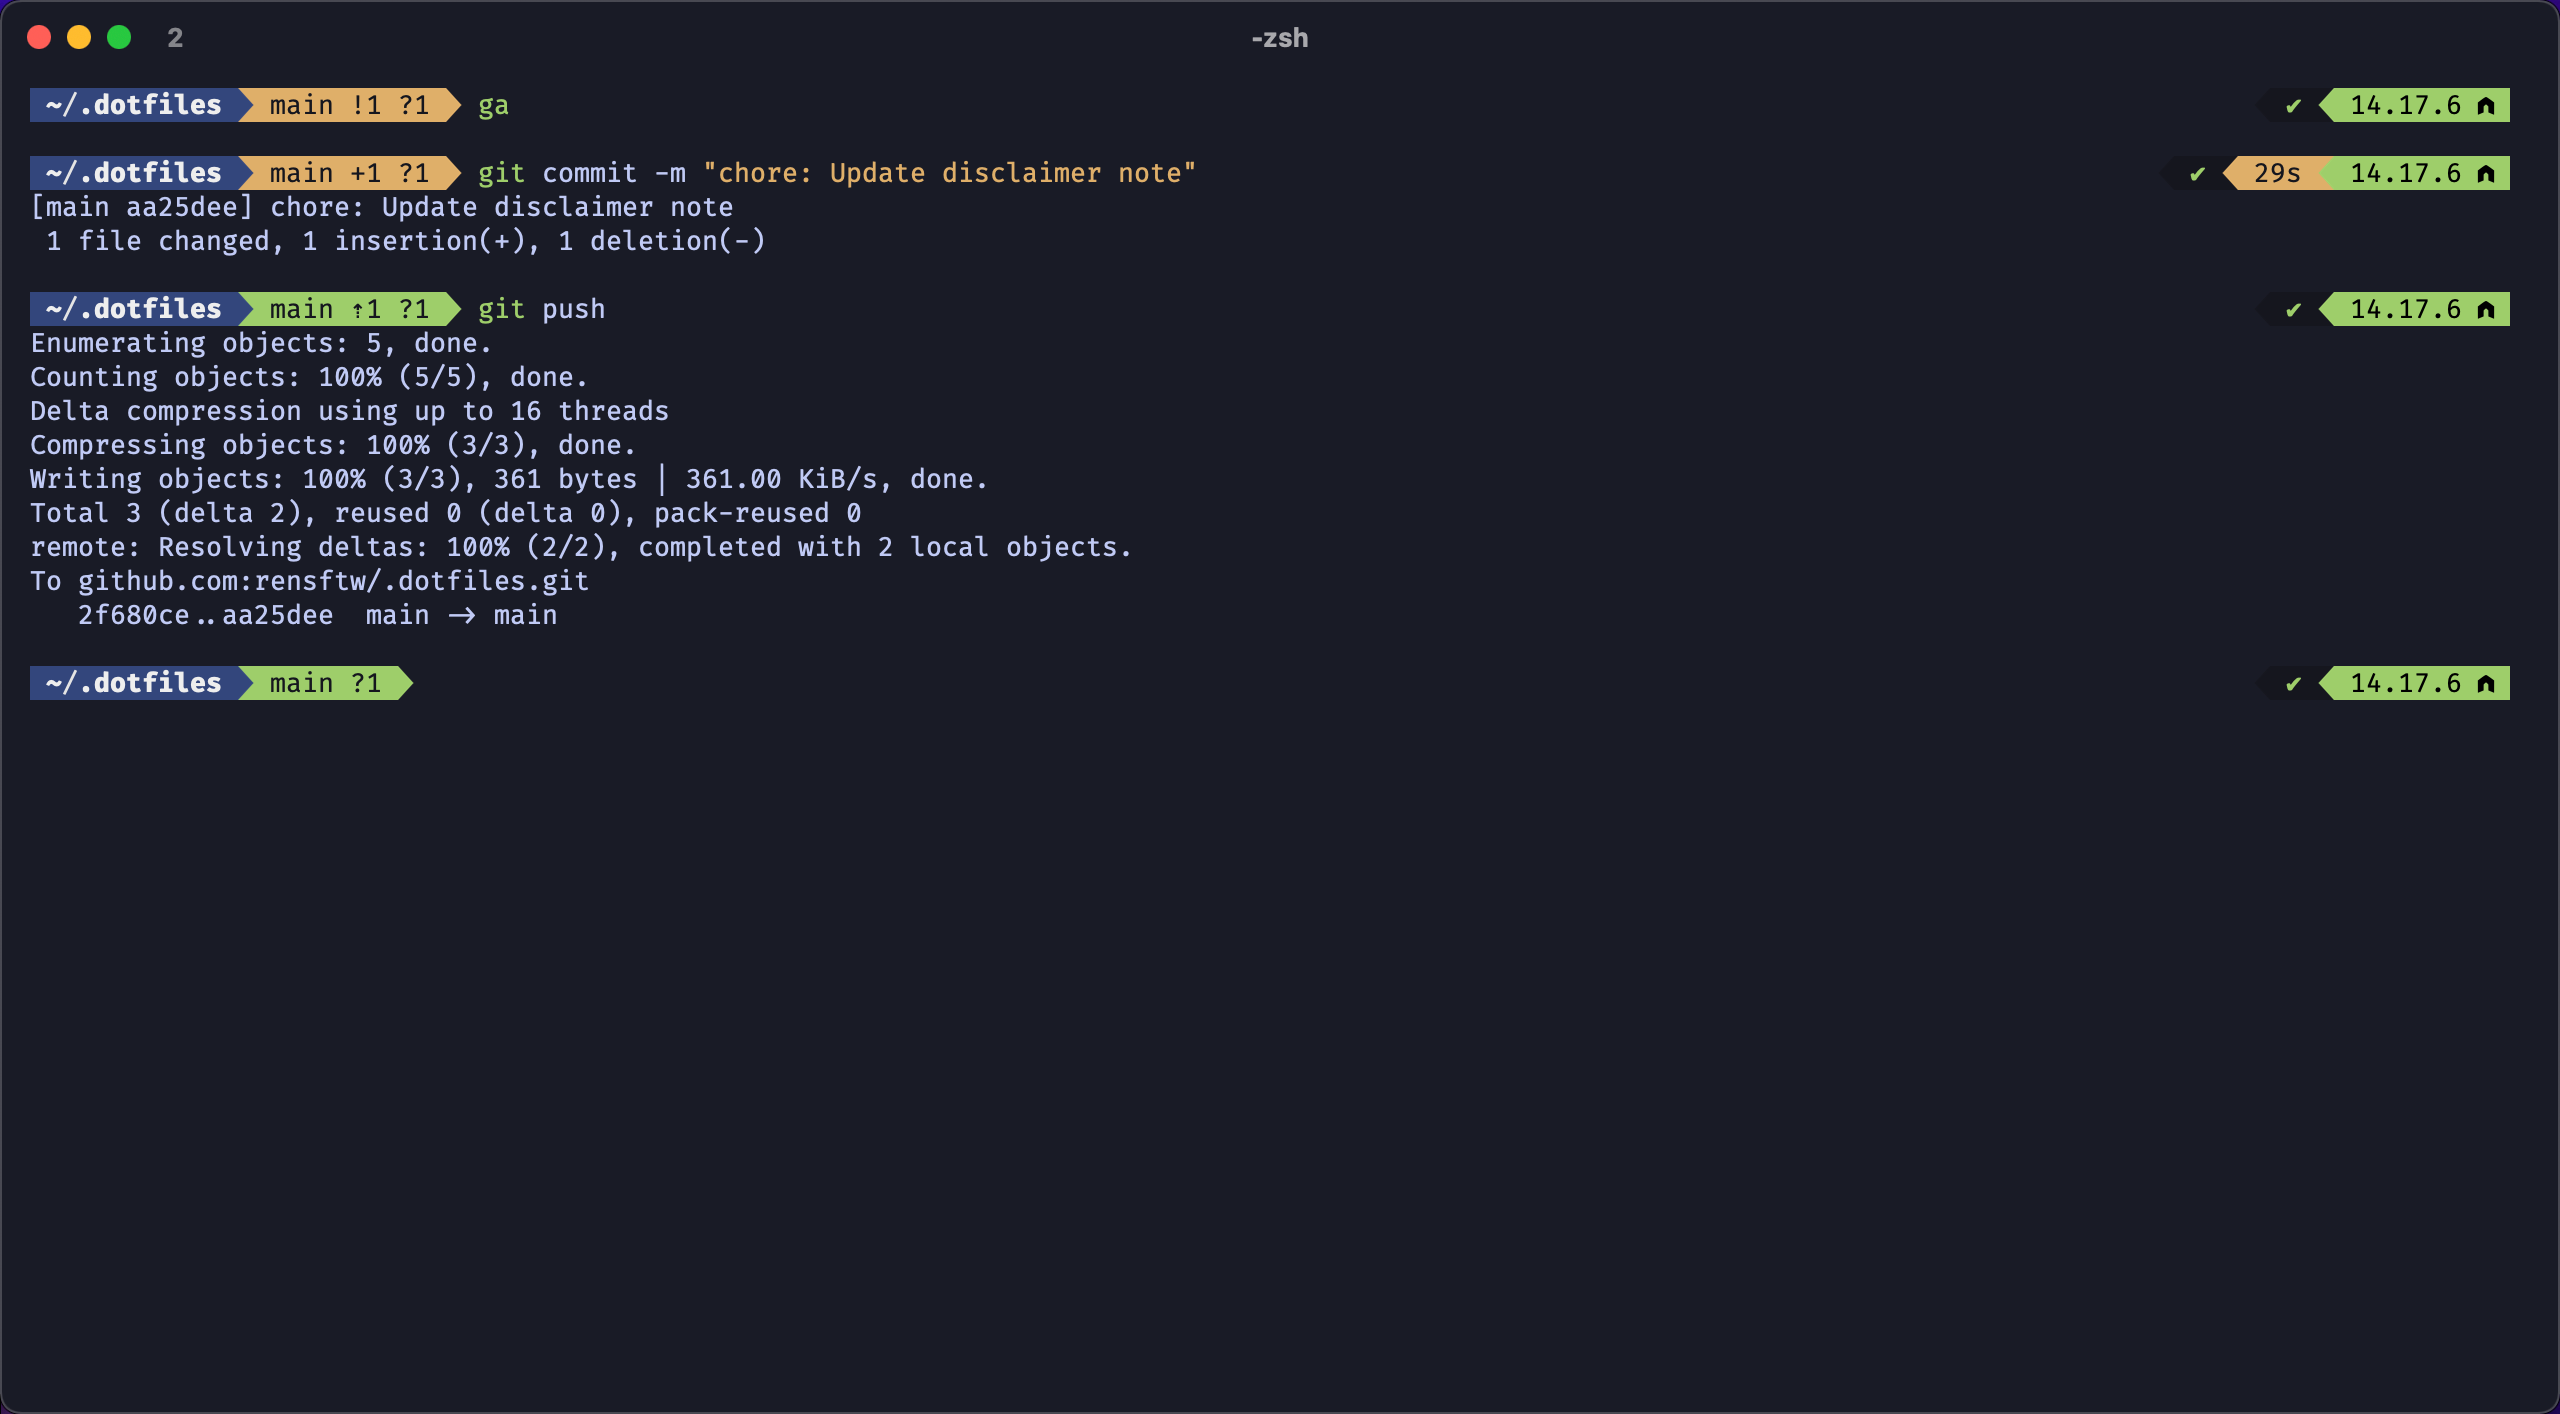 2 -zsh
~/.dotfiles main !1 ?1 ga ✔ 14.17.6
~/.dotfiles main +1 ?1 git commit -m "chore: Update disclaimer note" ✔ 29s 14.17.6
[main aa25dee] chore: Update disclaimer note
1 file changed, 1 insertion(+), 1 deletion(-)
~/.dotfiles main ⇡1 ?1 git push ✔ 14.17.6
Enumerating objects: 5, done.
Counting objects: 100% (5/5), done.
Delta compression using up to 16 threads
Compressing objects: 100% (3/3), done.
Writing objects: 100% (3/3), 361 bytes | 361.00 KiB/s, done.
Total 3 (delta 2), reused 0 (delta 0), pack-reused 0
remote: Resolving deltas: 100% (2/2), completed with 2 local objects.
To github.com:rensftw/.dotfiles.git
2f680ce..aa25dee main -> main
~/.dotfiles main ?1 ✔ 14.17.6